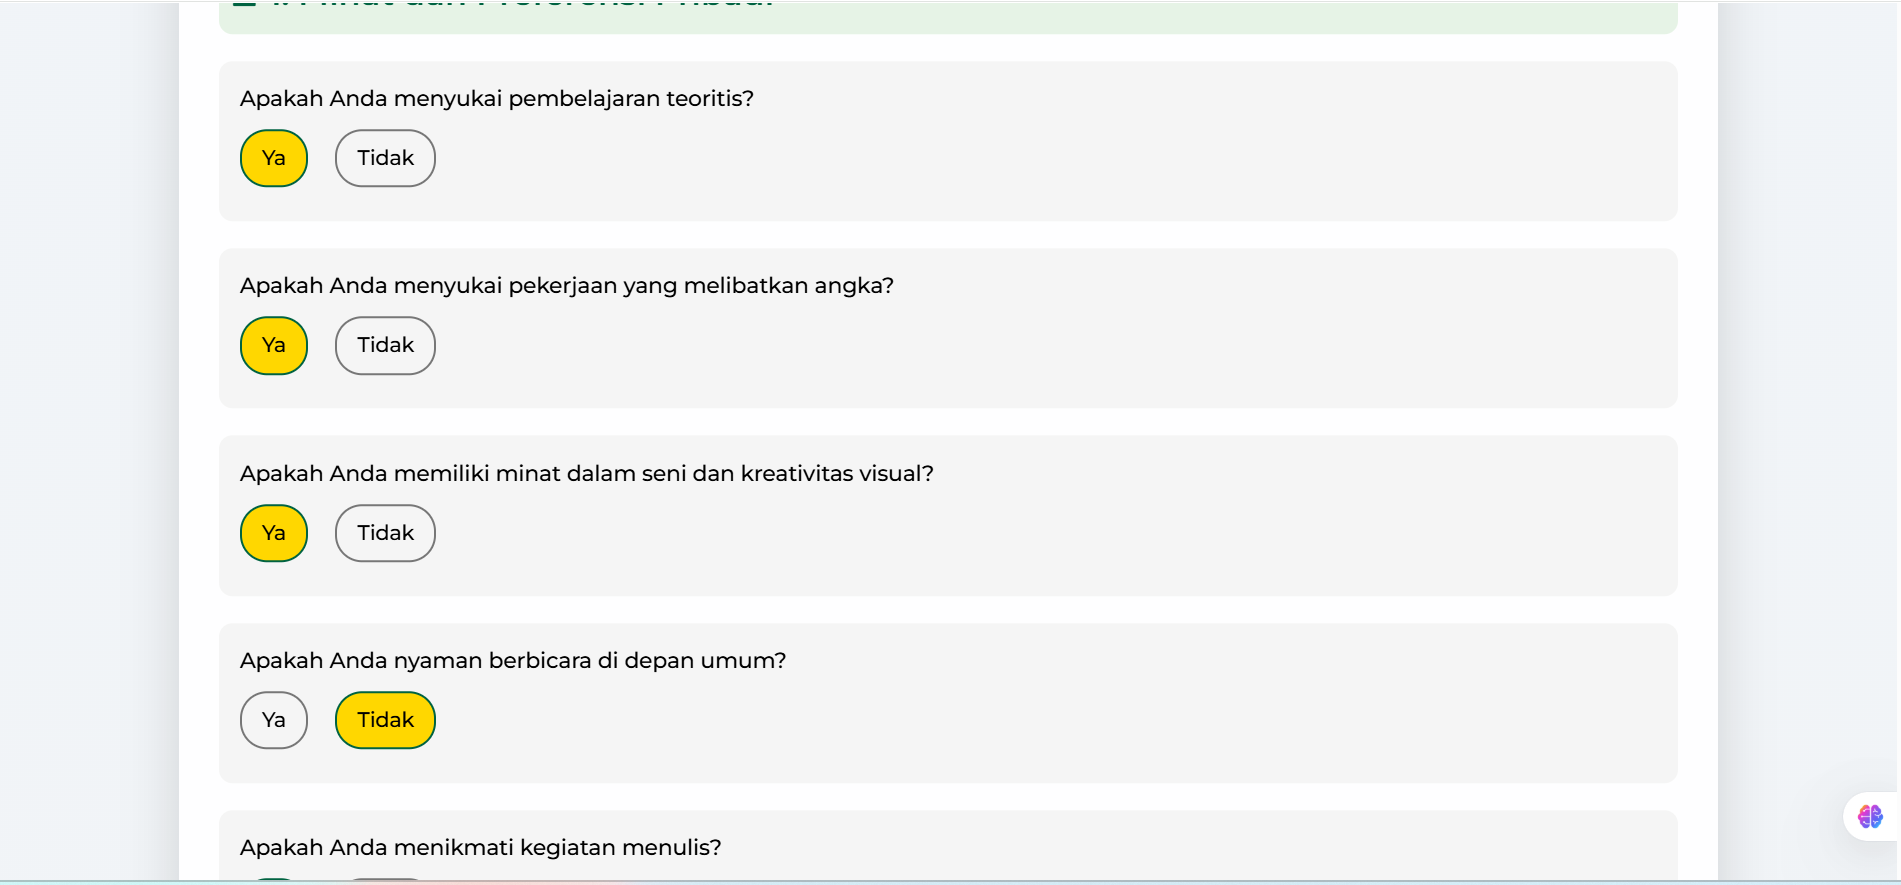 Apakah Anda menyukai pembelajaran teoritis?
Ya
Tidak
Apakah Anda menyukai pekerjaan yang melibatkan angka?
Ya
Tidak
Apakah Anda memiliki minat dalam seni dan kreativitas visual?
Ya
Tidak
Apakah Anda nyaman berbicara di depan umum?
Ya
Tidak
Apakah Anda menikmati kegiatan menulis?